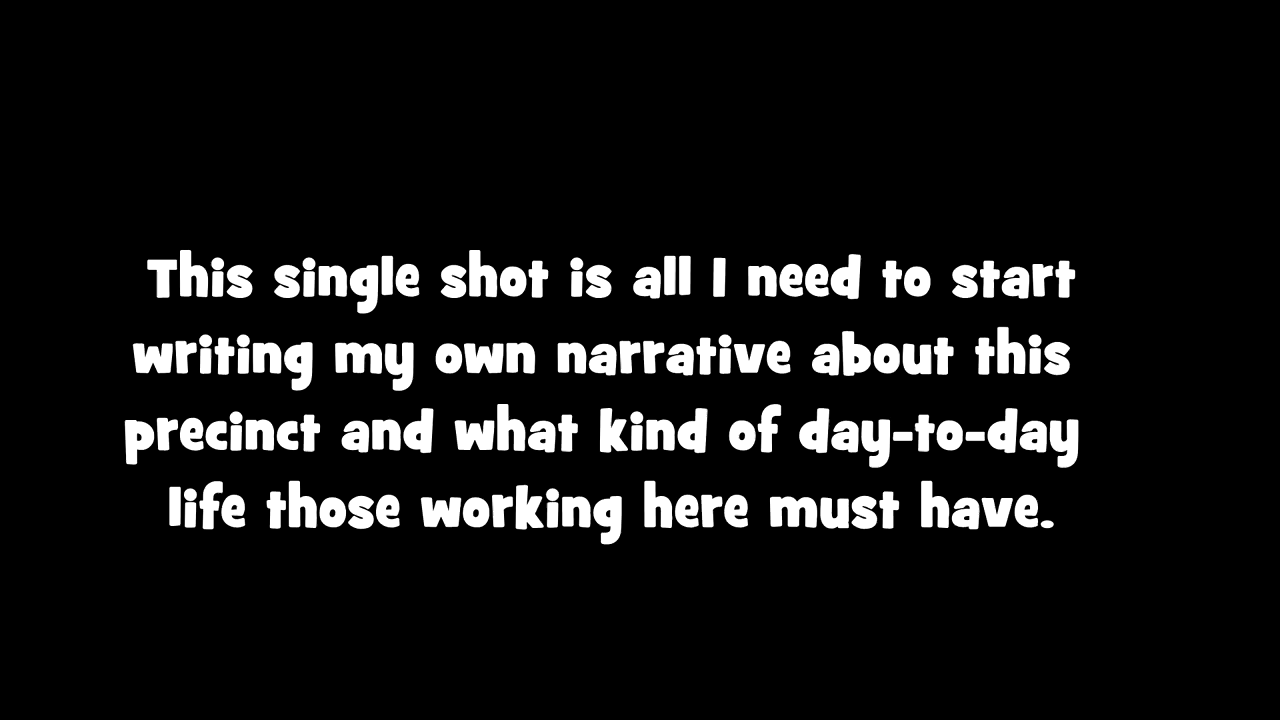 This single shot is all I need to start
writing my own narrative about this
precinct and what kind of day-to-day
life those working here must have.